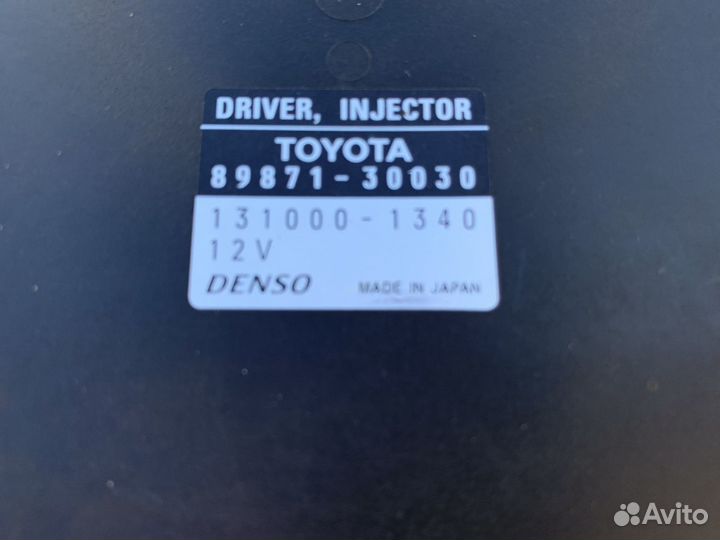 DRIVER, INJECTOR
TOYOTA
89871-30030
131000-1340
12V
DENSO MADE IN JAPAN
Avito